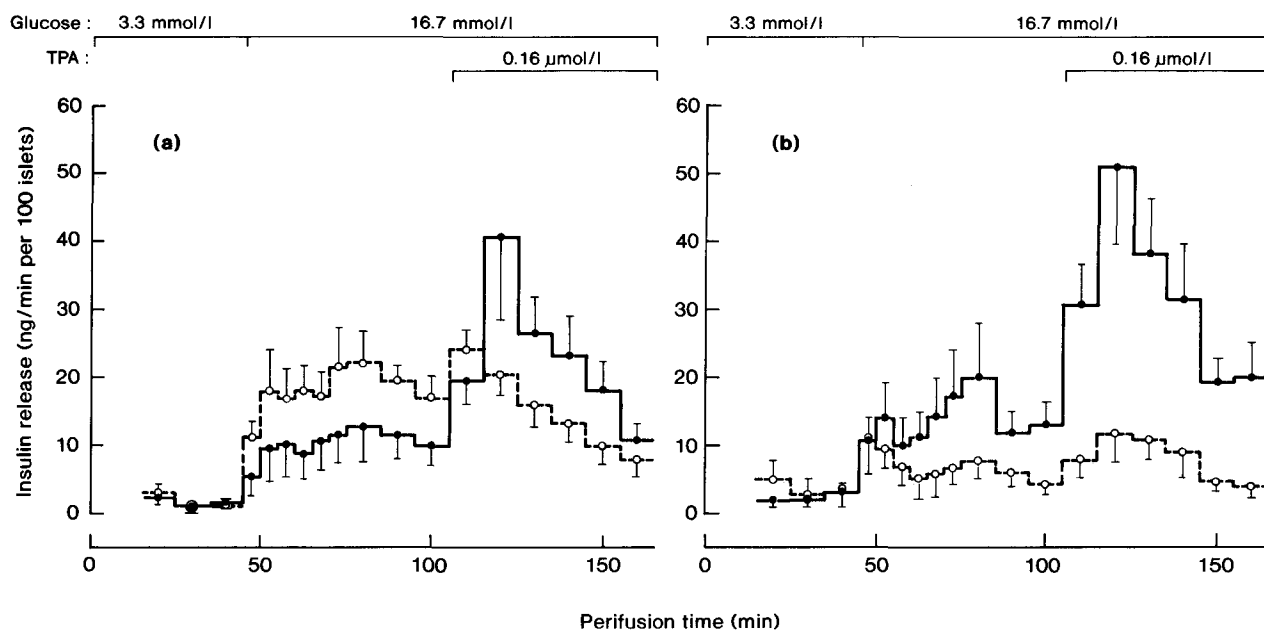 Glucose : 3.3 mmol/l 16.7 mmol/l 3.3 mmol/l 16.7 mmol/l
TPA : 0.16 µmol/l 0.16 µmol/l
(a)
(b)
Insulin release (ng/min per 100 islets)
60
50
40
30
20
10
0
60
50
40
30
20
10
0
0 50 100 150
0 50 100 150
Perifusion time (min)